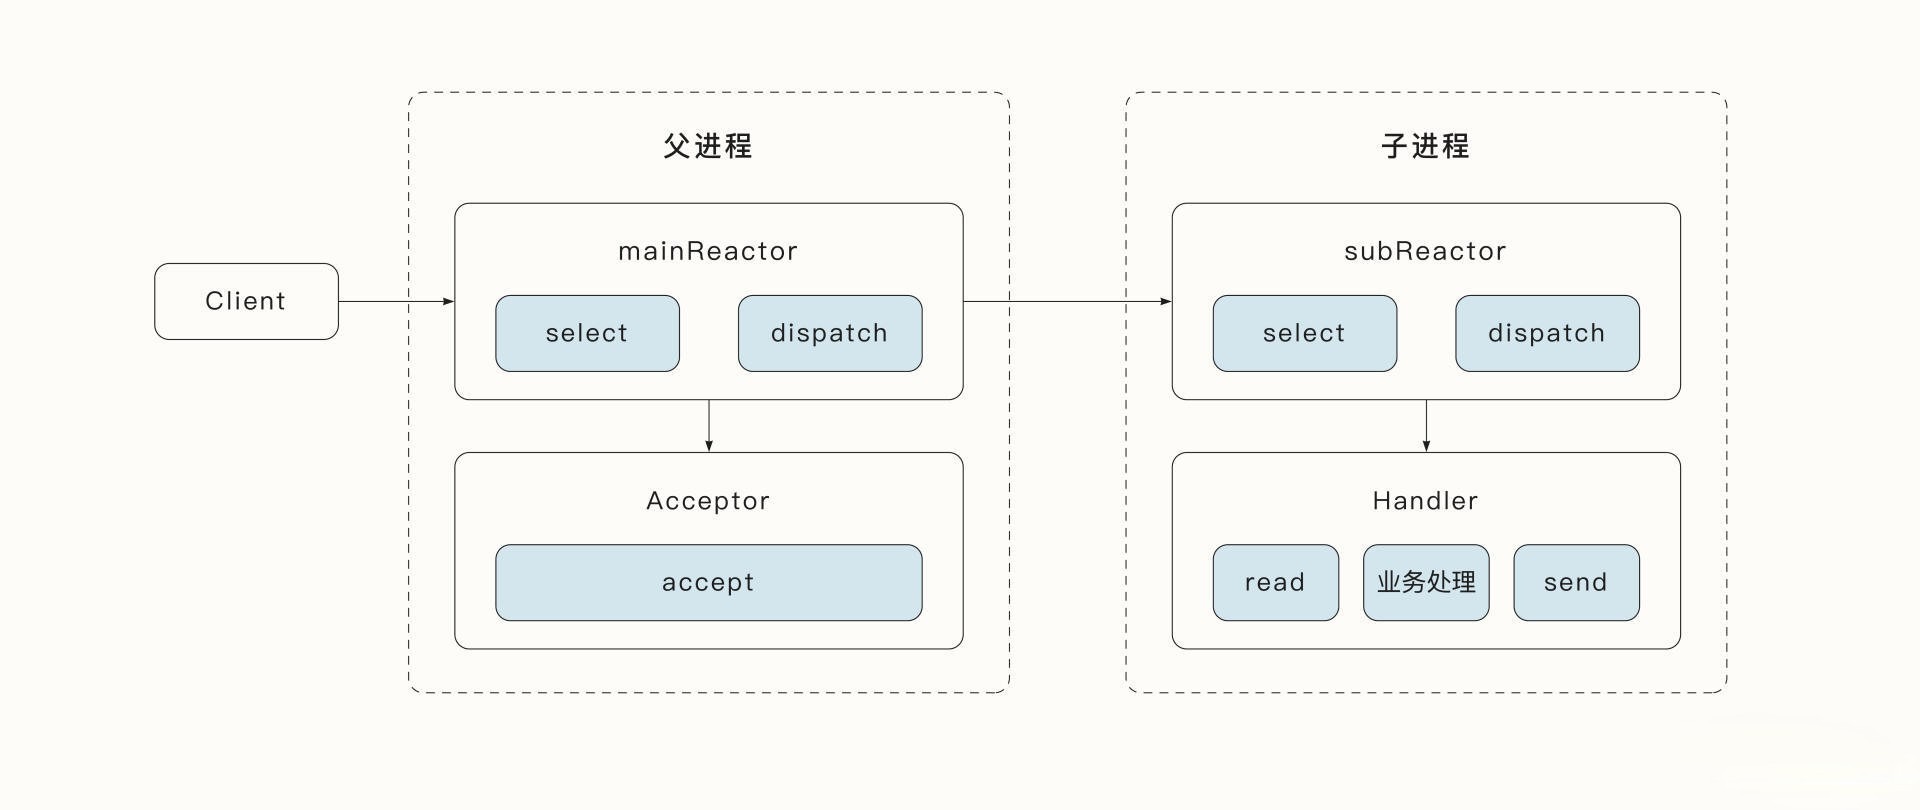 Client
父进程
mainReactor
select
dispatch
Acceptor
accept
子进程
subReactor
select
dispatch
Handler
read
业务处理
send